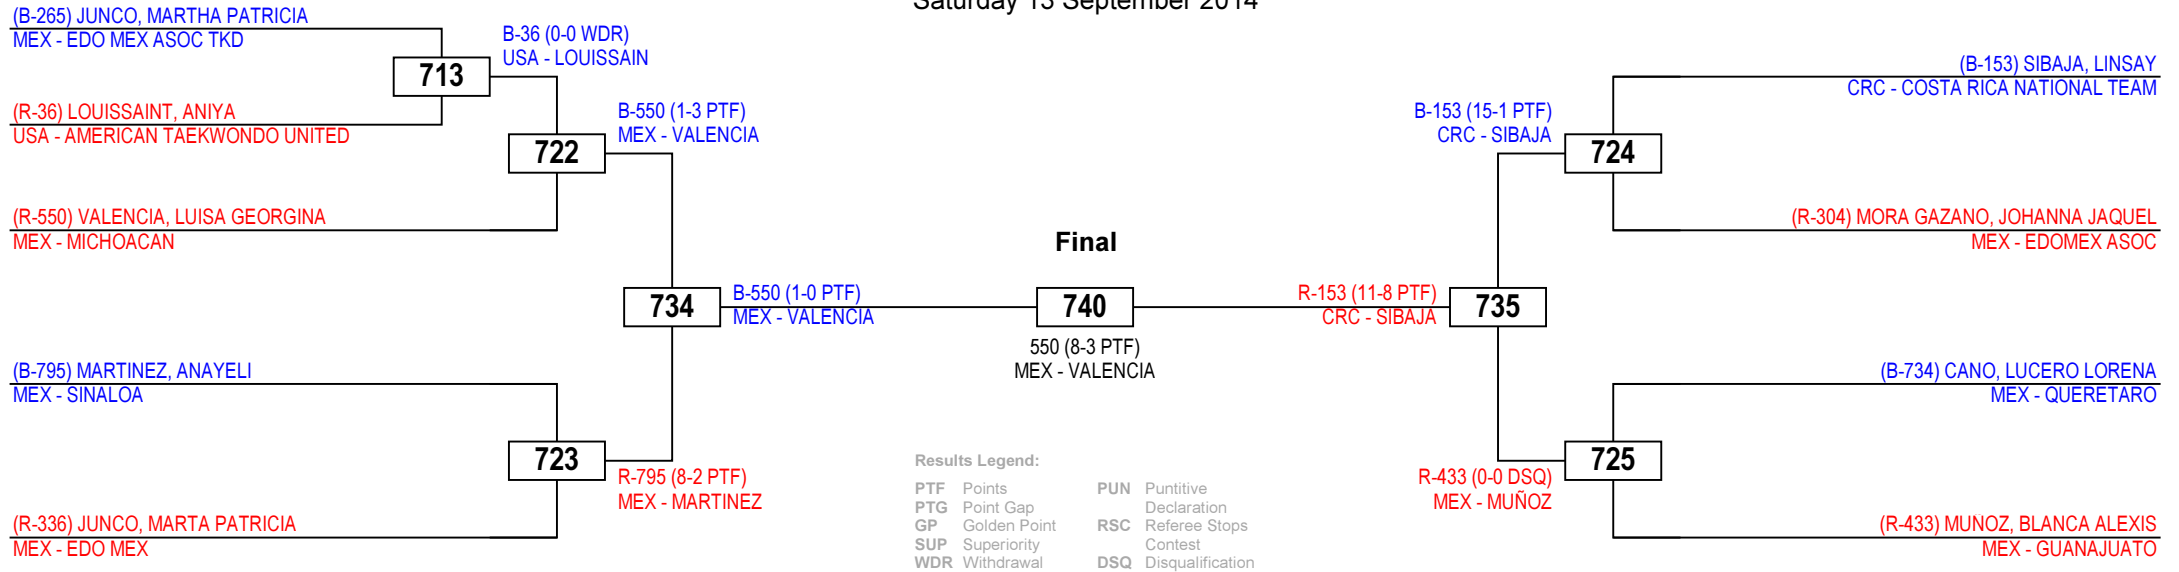 Saturday 13 September 2014
(B-265) JUNCO, MARTHA PATRICIA
MEX - EDO MEX ASOC TKD
713
(R-36) LOUISSAINT, ANIYA
USA - AMERICAN TAEKWONDO UNITED
B-36 (0-0 WDR)
USA - LOUISSAIN
722
(R-550) VALENCIA, LUISA GEORGINA
MEX - MICHOACAN
B-550 (1-3 PTF)
MEX - VALENCIA
734
B-550 (1-0 PTF)
MEX - VALENCIA
(B-795) MARTINEZ, ANAYELI
MEX - SINALOA
723
R-795 (8-2 PTF)
MEX - MARTINEZ
(R-336) JUNCO, MARTA PATRICIA
MEX - EDO MEX
Final
740
550 (8-3 PTF)
MEX - VALENCIA
(B-153) SIBAJA, LINSAY
CRC - COSTA RICA NATIONAL TEAM
B-153 (15-1 PTF)
CRC - SIBAJA
724
(R-304) MORA GAZANO, JOHANNA JAQUEL
MEX - EDOMEX ASOC
R-153 (11-8 PTF)
CRC - SIBAJA
735
(B-734) CANO, LUCERO LORENA
MEX - QUERETARO
725
R-433 (0-0 DSQ)
MEX - MUÑOZ
(R-433) MUÑOZ, BLANCA ALEXIS
MEX - GUANAJUATO
Results Legend:
PTF Points
PTG Point Gap
GP Golden Point
SUP Superiority
WDR Withdrawal
PUN Puntitive
Declaration
RSC Referee Stops
Contest
DSQ Disqualification